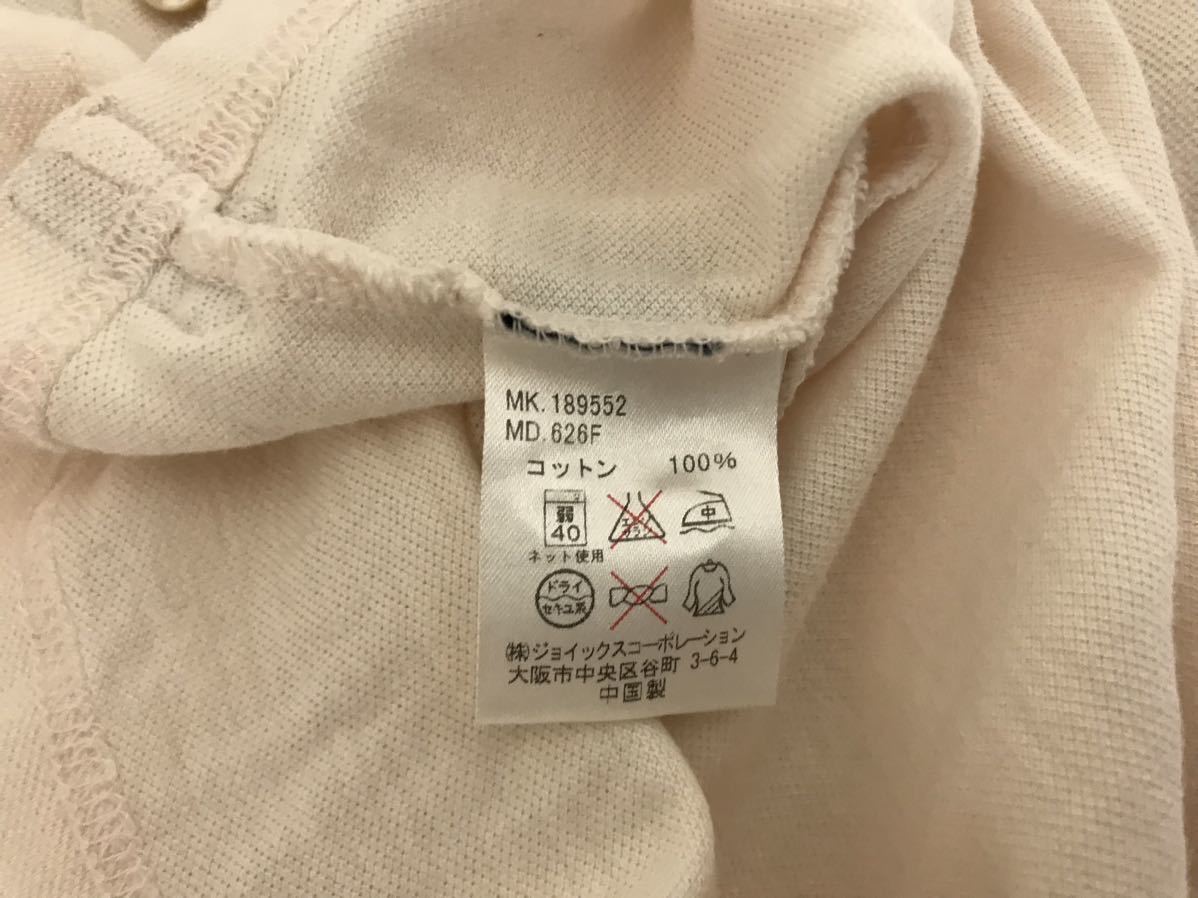 MK.189552
MD.626F
コットン 100%
弱
40
エンソ
サラシ
中
ネット使用
ドライ
セキユ系
㈱ジョイックスコーポレーション
大阪市中央区谷町 3-6-4
中国製